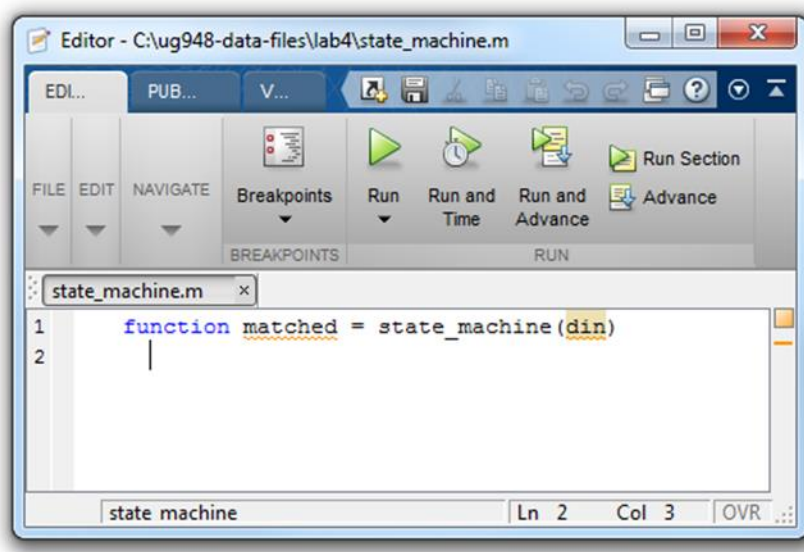 Editor - C:\ug948-data-files\lab4\state_machine.m
EDI... PUB... V...
FILE EDIT NAVIGATE Breakpoints Run Run and Time Run and Advance Run Section Advance
BREAKPOINTS RUN
state_machine.m
1 function matched = state_machine(din)
2
state machine Ln 2 Col 3 OVR